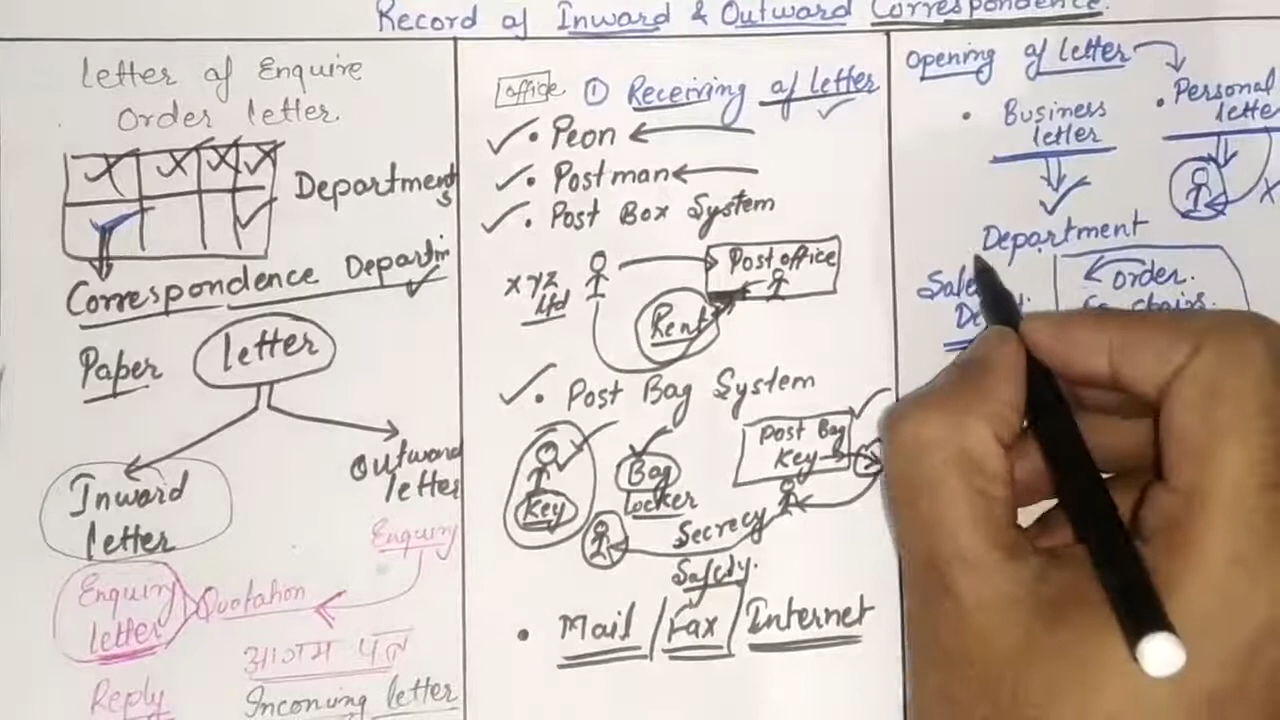 Record of Inward & Outward Correspondence.
letter of Enquire
Order letter.
Departments
Correspondence
Paper
letter
Inward
letter
Outward
letter
Enquiry
Enquiry
letter
Quotation
आगम पत्र
Reply
Incoming letter
office ① Receiving of letter
• Peon
• Postman
• Post Box System
xyz
ltd
Post office
Rent
• Post Bag System
Key
Bag
Locker
Post Bag
Key
Secrecy
Safety.
• Mail / Fax / Internet
Opening of letter
• Business
letter
• Personal
letter
Department
order.
chairs.